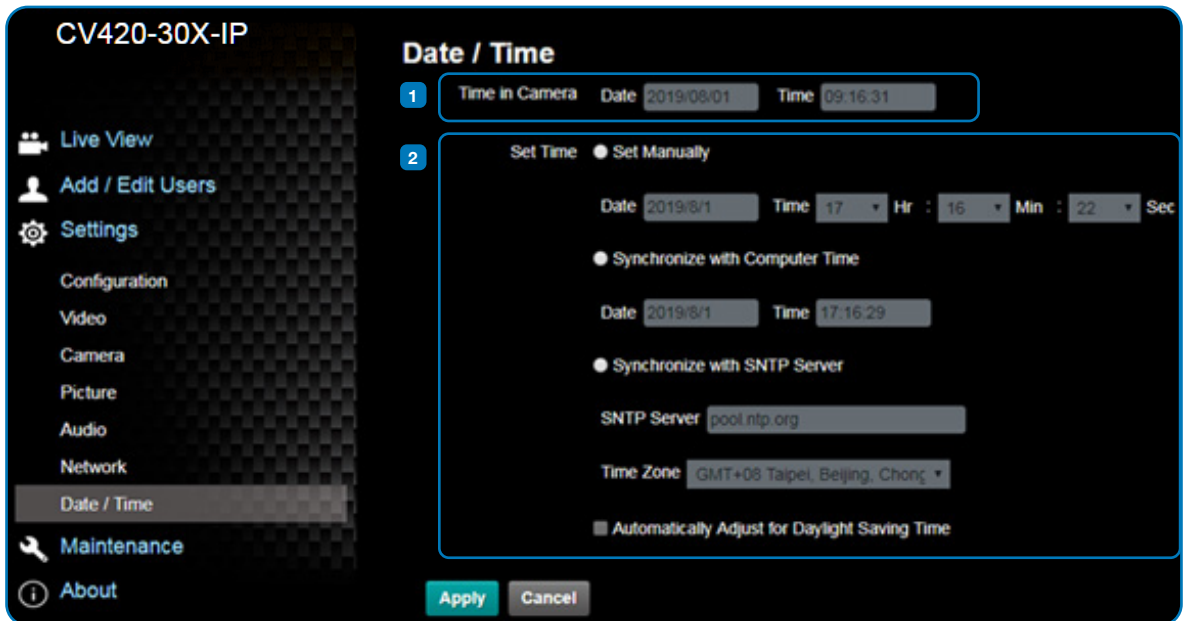 CV420-30X-IP
Live View
Add / Edit Users
Settings
Configuration
Video
Camera
Picture
Audio
Network
Date / Time
Maintenance
About
Date / Time
1 Time in Camera Date 2019/08/01 Time 09:16:31
2 Set Time Set Manually
Date 2019/8/1 Time 17 Hr : 16 Min : 22 Sec
Synchronize with Computer Time
Date 2019/8/1 Time 17:16:29
Synchronize with SNTP Server
SNTP Server pool.ntp.org
Time Zone GMT+08 Taipei, Beijing, Chong
Automatically Adjust for Daylight Saving Time
Apply Cancel